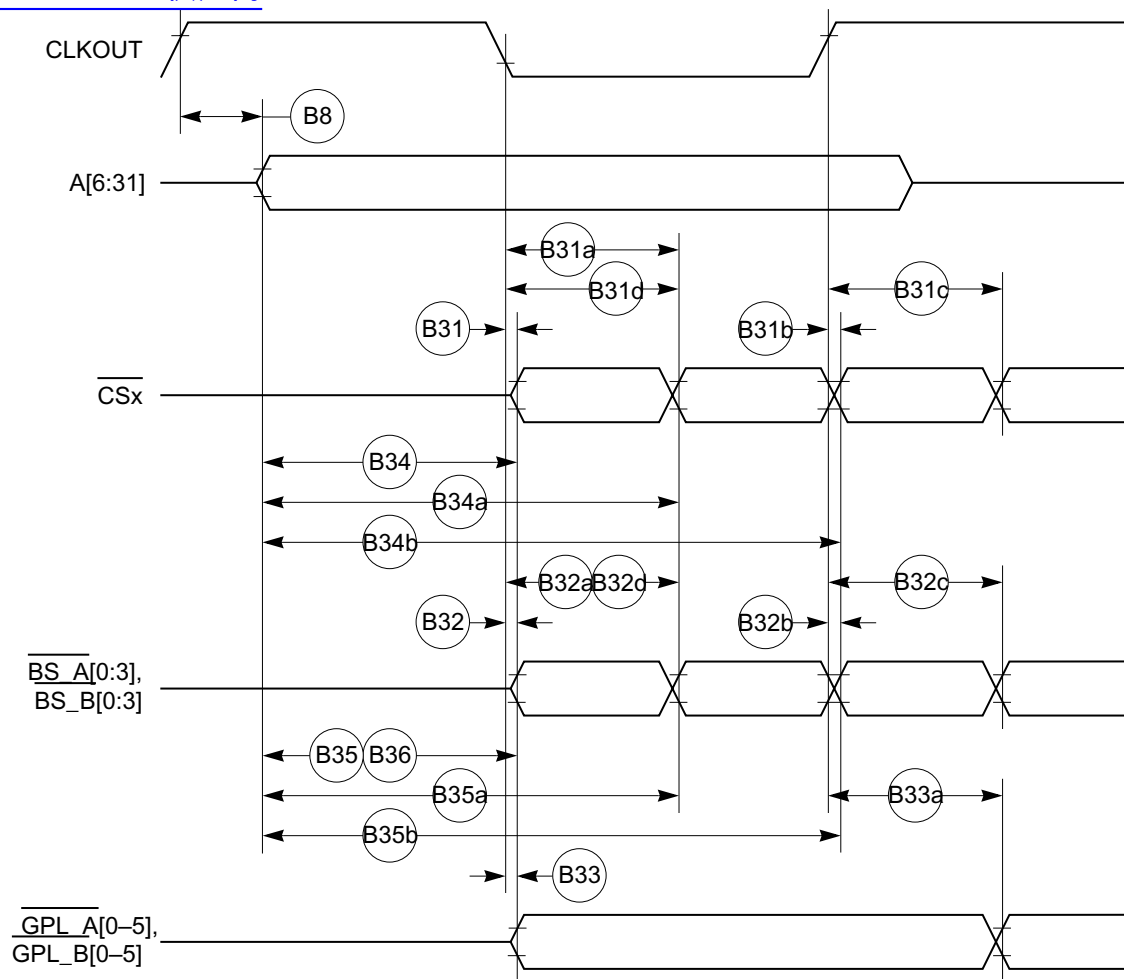 CLKOUT
B8
A[6:31]
B31a
B31d
B31c
B31
B31b
CSx
B34
B34a
B34b
B32a B32d
B32c
B32
B32b
BS_A[0:3],
BS_B[0:3]
B35 B36
B35a
B33a
B35b
B33
GPL_A[0–5],
GPL_B[0–5]